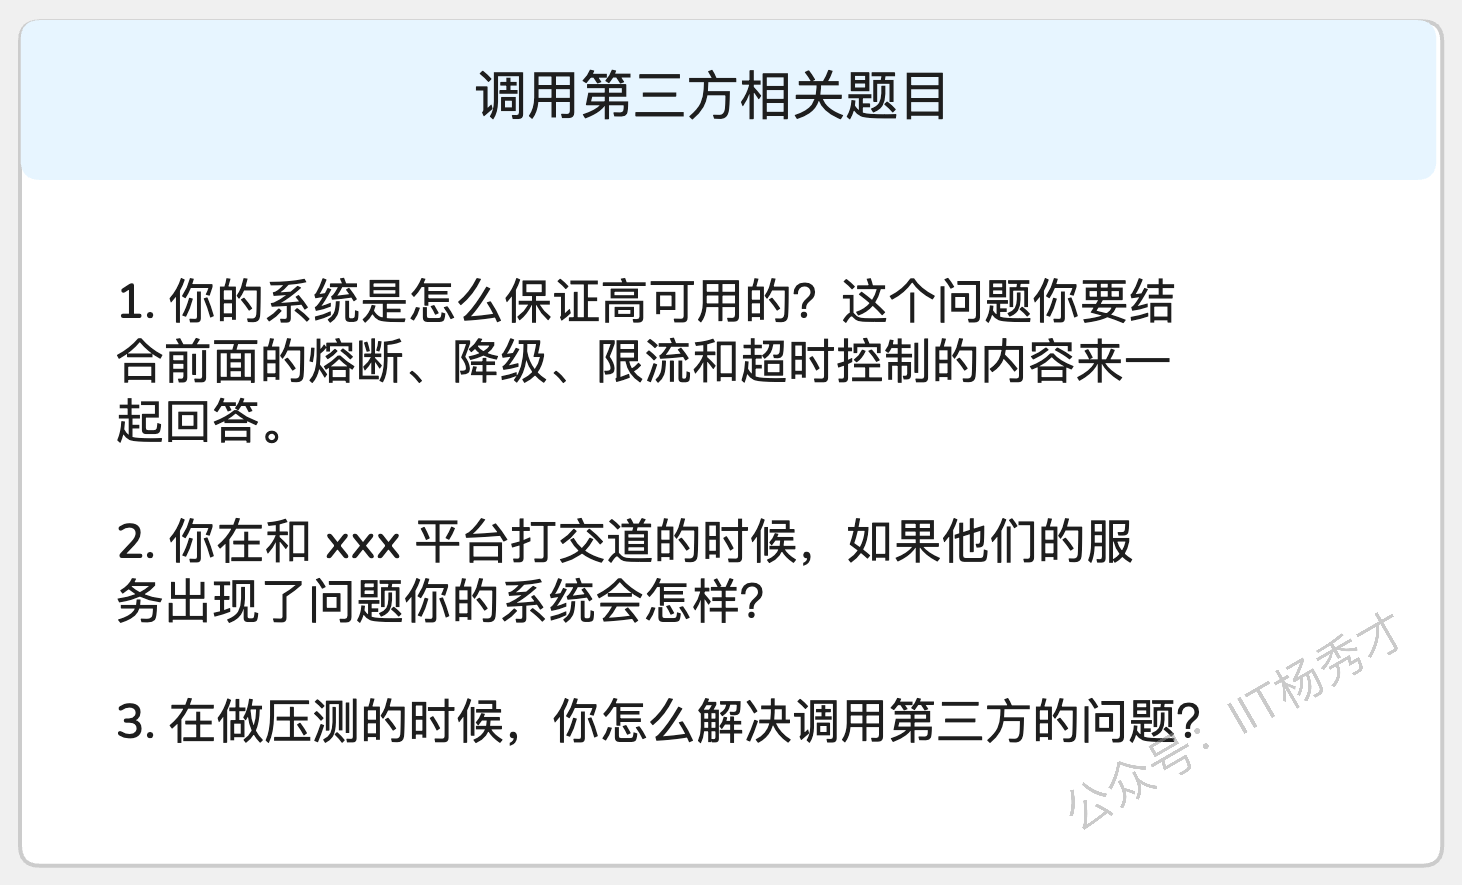 调用第三方相关题目
1. 你的系统是怎么保证高可用的？这个问题你要结
合前面的熔断、降级、限流和超时控制的内容来一
起回答。
2. 你在和 xxx 平台打交道的时候，如果他们的服
务出现了问题你的系统会怎样？
3. 在做压测的时候，你怎么解决调用第三方的问题？
公众号：IIT杨秀才